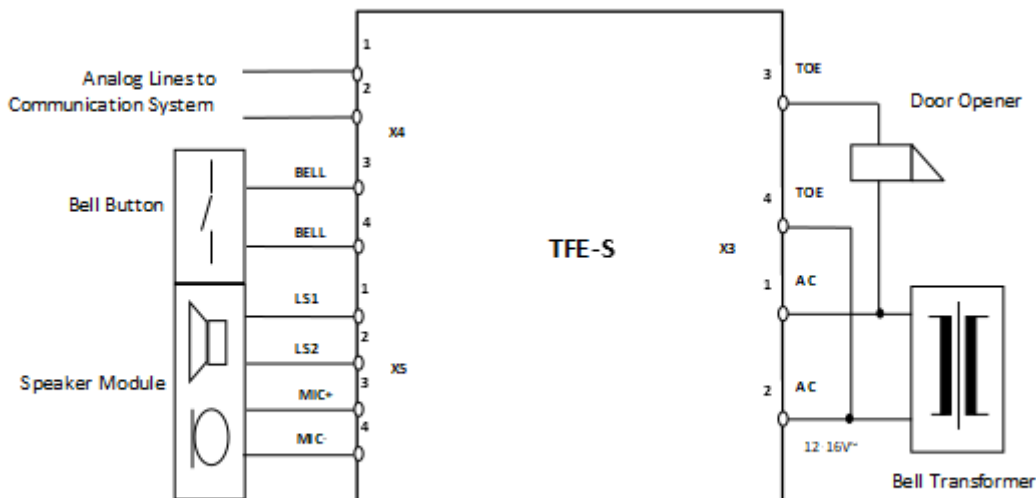 1
Analog Lines to
Communication System
2
X4
Bell Button
BELL
3
BELL
4
Speaker Module
LS1
1
LS2
2
X5
MIC+
3
MIC-
4
TFE-S
3
TOE
Door Opener
4
TOE
X3
1
AC
2
AC
12-16V~
Bell Transformer